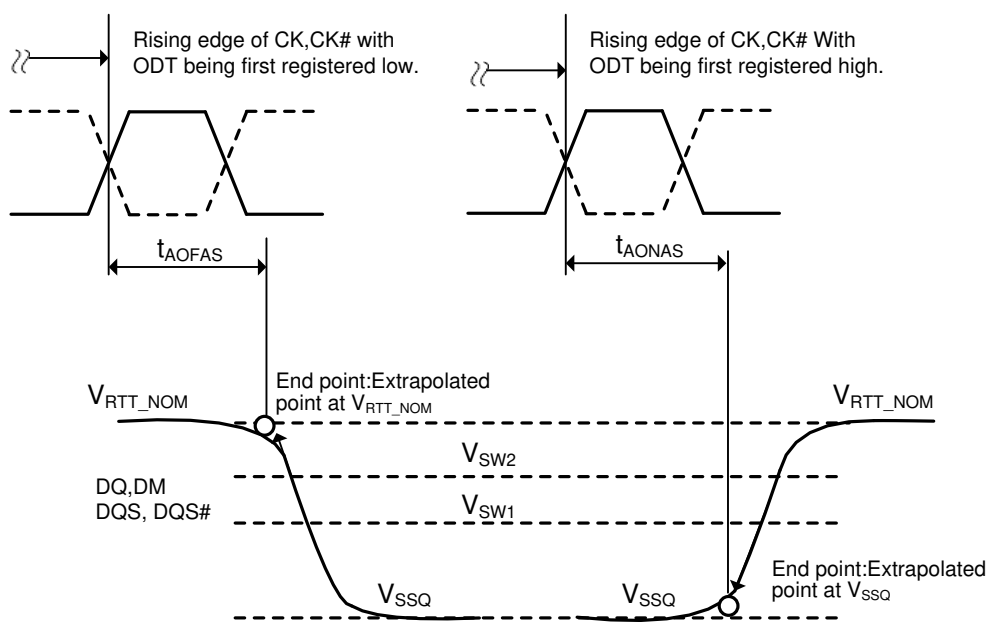 Rising edge of CK,CK# with
ODT being first registered low.
Rising edge of CK,CK# With
ODT being first registered high.
tAOFAS
tAONAS
End point:Extrapolated
point at VRTT_NOM
VRTT_NOM
VRTT_NOM
VSW2
DQ,DM
DQS, DQS#
VSW1
End point:Extrapolated
point at VSSQ
VSSQ
VSSQ